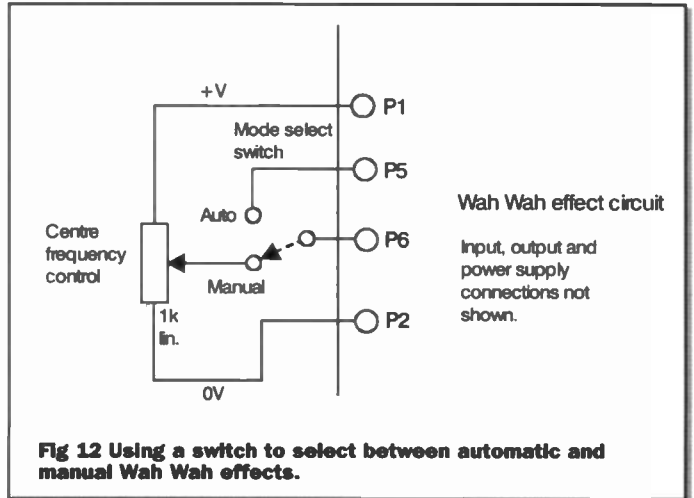 +V
P1
Mode select
switch
P5
Auto
Wah Wah effect circuit
Centre
frequency
control
P6
Input, output and
power supply
connections not
shown.
Manual
1k
lin.
P2
0V
Fig 12 Using a switch to select between automatic and
manual Wah Wah effects.